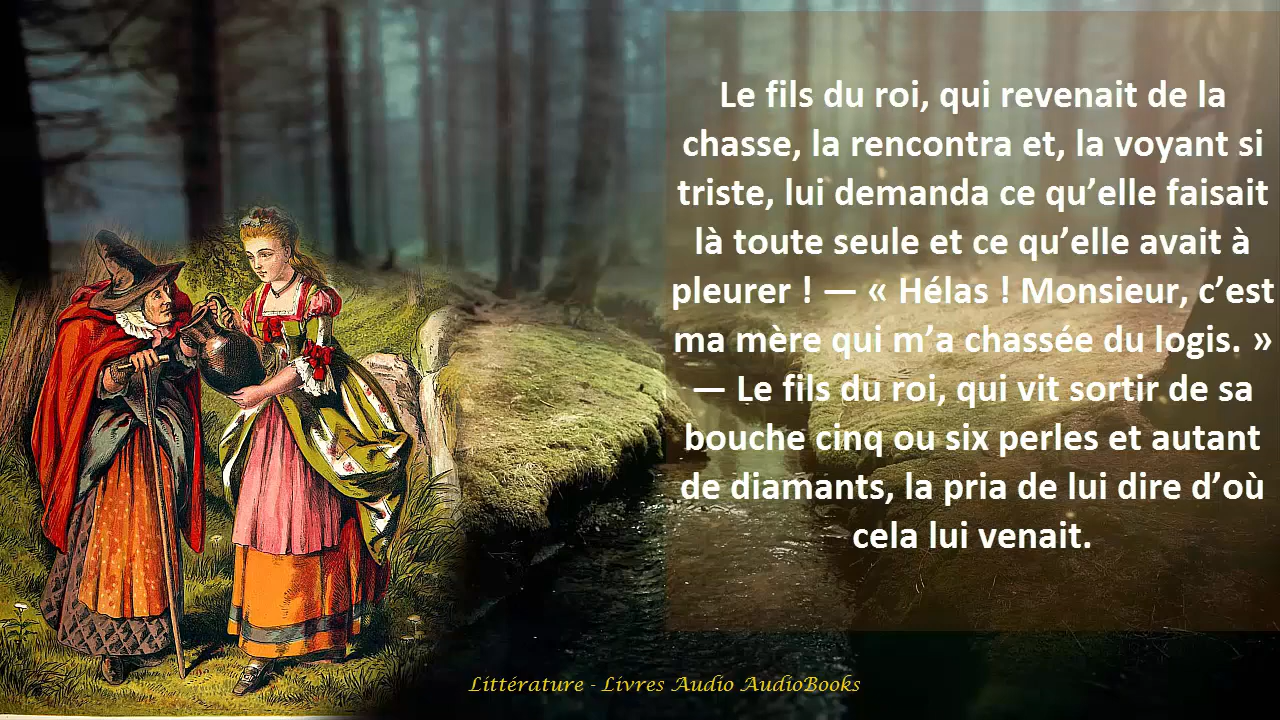 Le fils du roi, qui revenait de la
chasse, la rencontra et, la voyant si
triste, lui demanda ce qu’elle faisait
là toute seule et ce qu’elle avait à
pleurer ! — « Hélas ! Monsieur, c’est
ma mère qui m’a chassée du logis. »
— Le fils du roi, qui vit sortir de sa
bouche cinq ou six perles et autant
de diamants, la pria de lui dire d’où
cela lui venait.
Littérature - Livres Audio AudioBooks